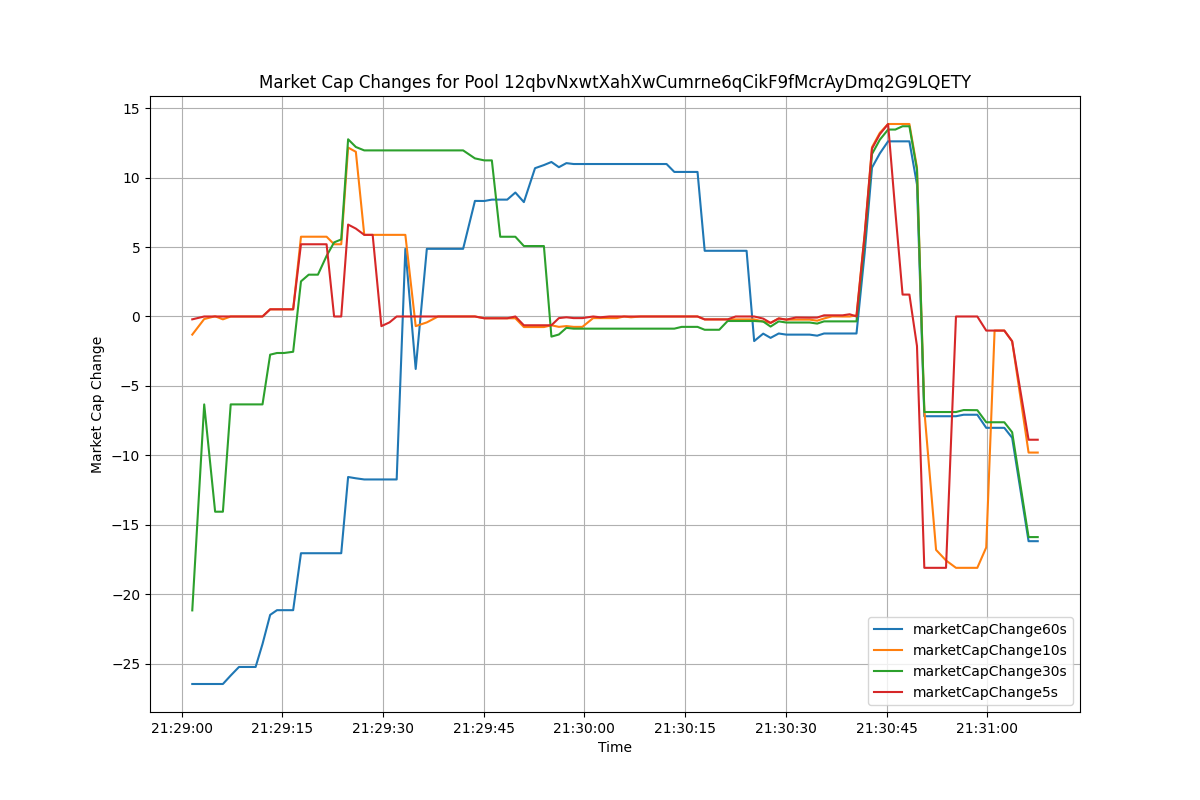 Market Cap Changes for Pool 12qbvNxwtXahXwCumrne6qCikF9fMcrAyDmq2G9LQETY
Market Cap Change
15
10
5
0
−5
−10
−15
−20
−25
21:29:00
21:29:15
21:29:30
21:29:45
21:30:00
21:30:15
21:30:30
21:30:45
21:31:00
Time
marketCapChange60s
marketCapChange10s
marketCapChange30s
marketCapChange5s